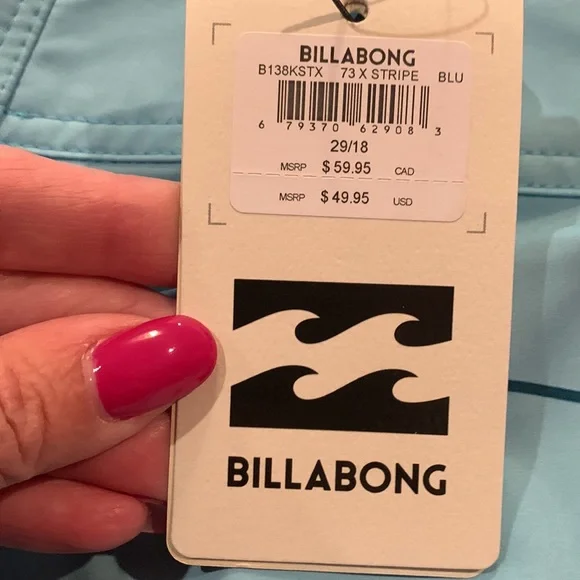 BILLABONG
B138KSTX 73 X STRIPE BLU
6 79370 62908 3
29/18
MSRP $ 59.95 CAD
MSRP $ 49.95 USD
BILLABONG